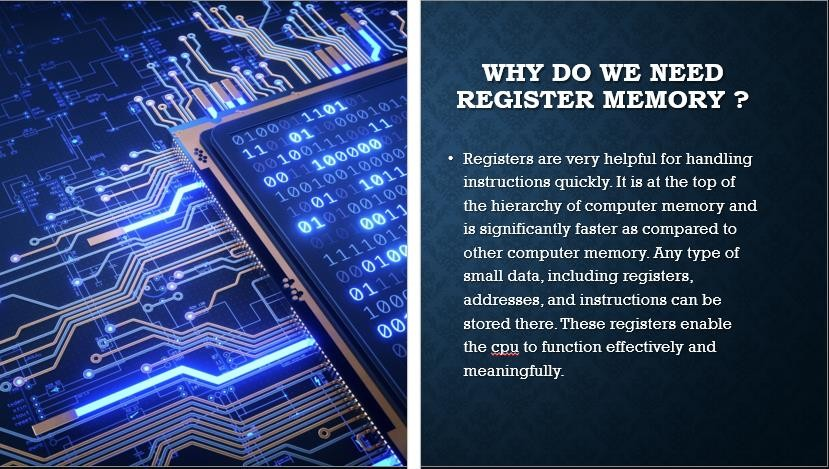 WHY DO WE NEED
REGISTER MEMORY ?
• Registers are very helpful for handling
instructions quickly. It is at the top of
the hierarchy of computer memory and
is significantly faster as compared to
other computer memory. Any type of
small data, including registers,
addresses, and instructions can be
stored there. These registers enable
the cpu to function effectively and
meaningfully.